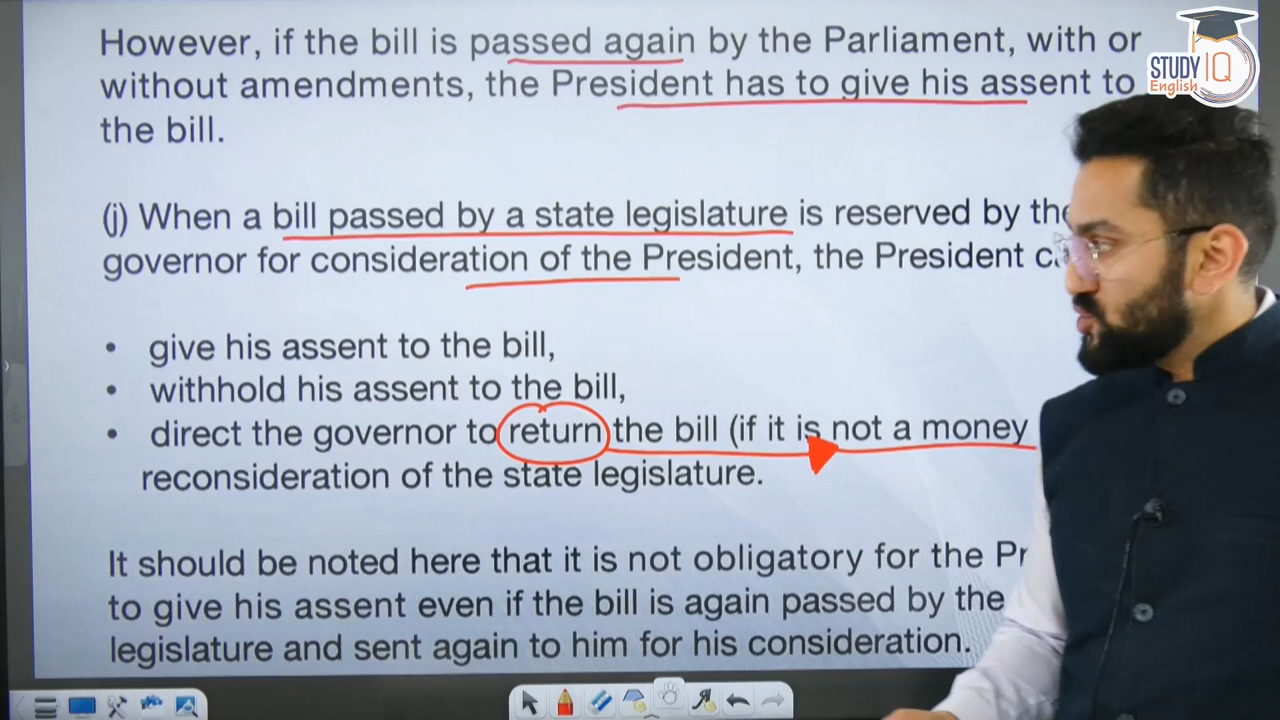 However, if the bill is passed again by the Parliament, with or
without amendments, the President has to give his assent to
the bill.
(j) When a bill passed by a state legislature is reserved by the
governor for consideration of the President, the President
• give his assent to the bill,
• withhold his assent to the bill,
• direct the governor to return the bill (if it is not a money
reconsideration of the state legislature.
It should be noted here that it is not obligatory for the
to give his assent even if the bill is again passed by the
legislature and sent again to him for his consideration.
STUDY IQ
English